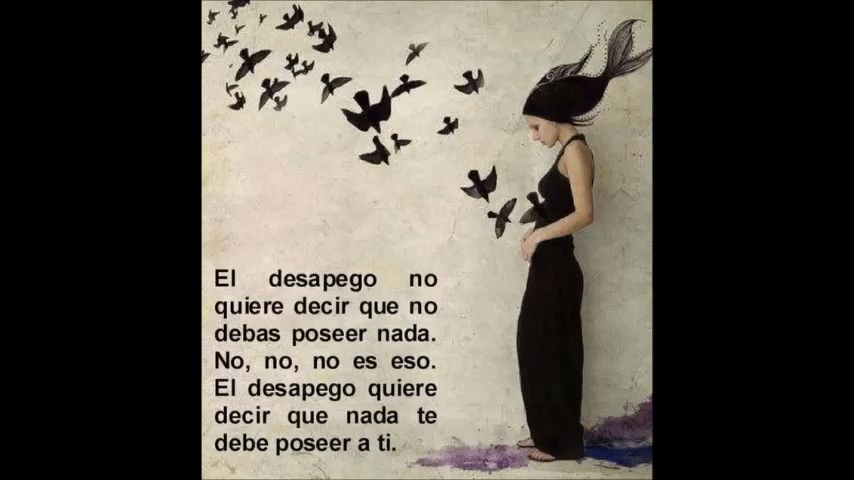 El desapego no
quiere decir que no
debas poseer nada.
No, no, no es eso.
El desapego quiere
decir que nada te
debe poseer a ti.